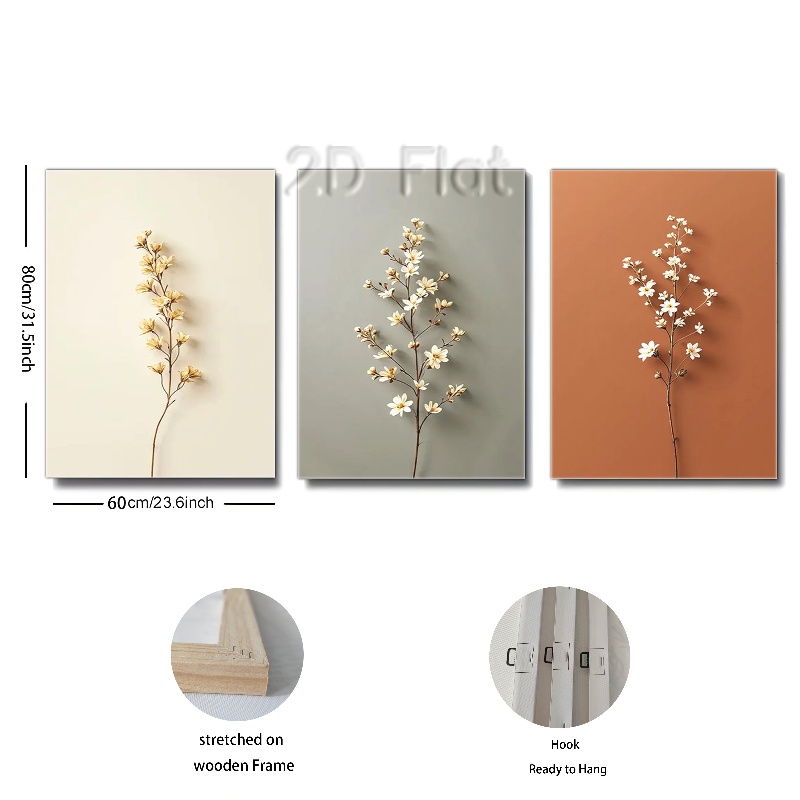 2D Flat
80cm/31.5inch
60cm/23.6inch
stretched on
wooden Frame
Hook
Ready to Hang